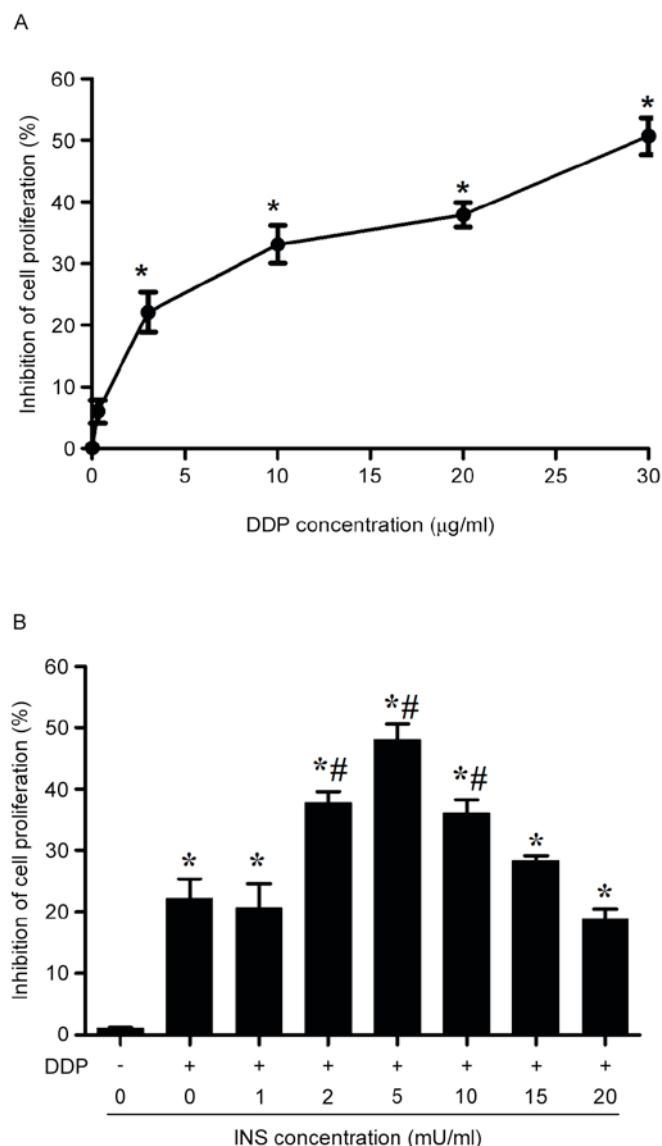 A
60
50
40
30
20
10
0
Inhibition of cell proliferation (%)
* * * *
0 5 10 15 20 25 30
DDP concentration (μg/ml)
B
60
50
40
30
20
10
0
Inhibition of cell proliferation (%)
* * *# *# *# * *
DDP - + + + + + + +
0 0 1 2 5 10 15 20
INS concentration (mU/ml)